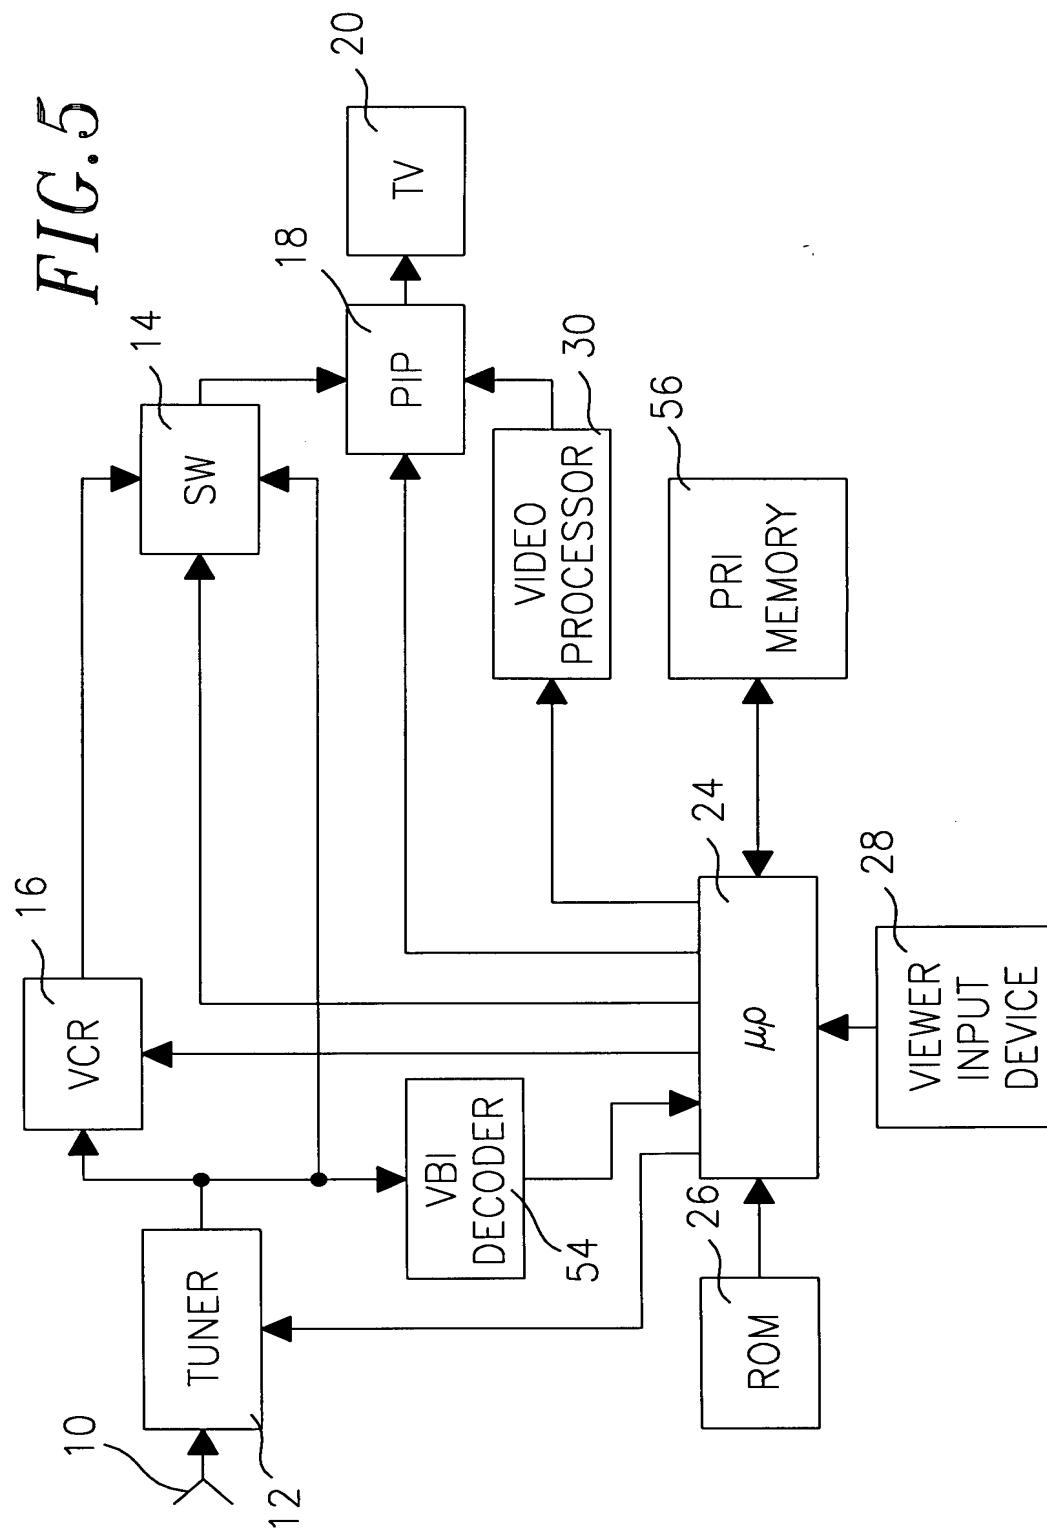 FIG.5
10
TUNER
12
VCR
16
SW
14
PIP
18
TV
20
VBI
DECODER
54
VIDEO
PROCESSOR
30
µp
24
PRI
MEMORY
56
ROM
26
VIEWER
INPUT
DEVICE
28